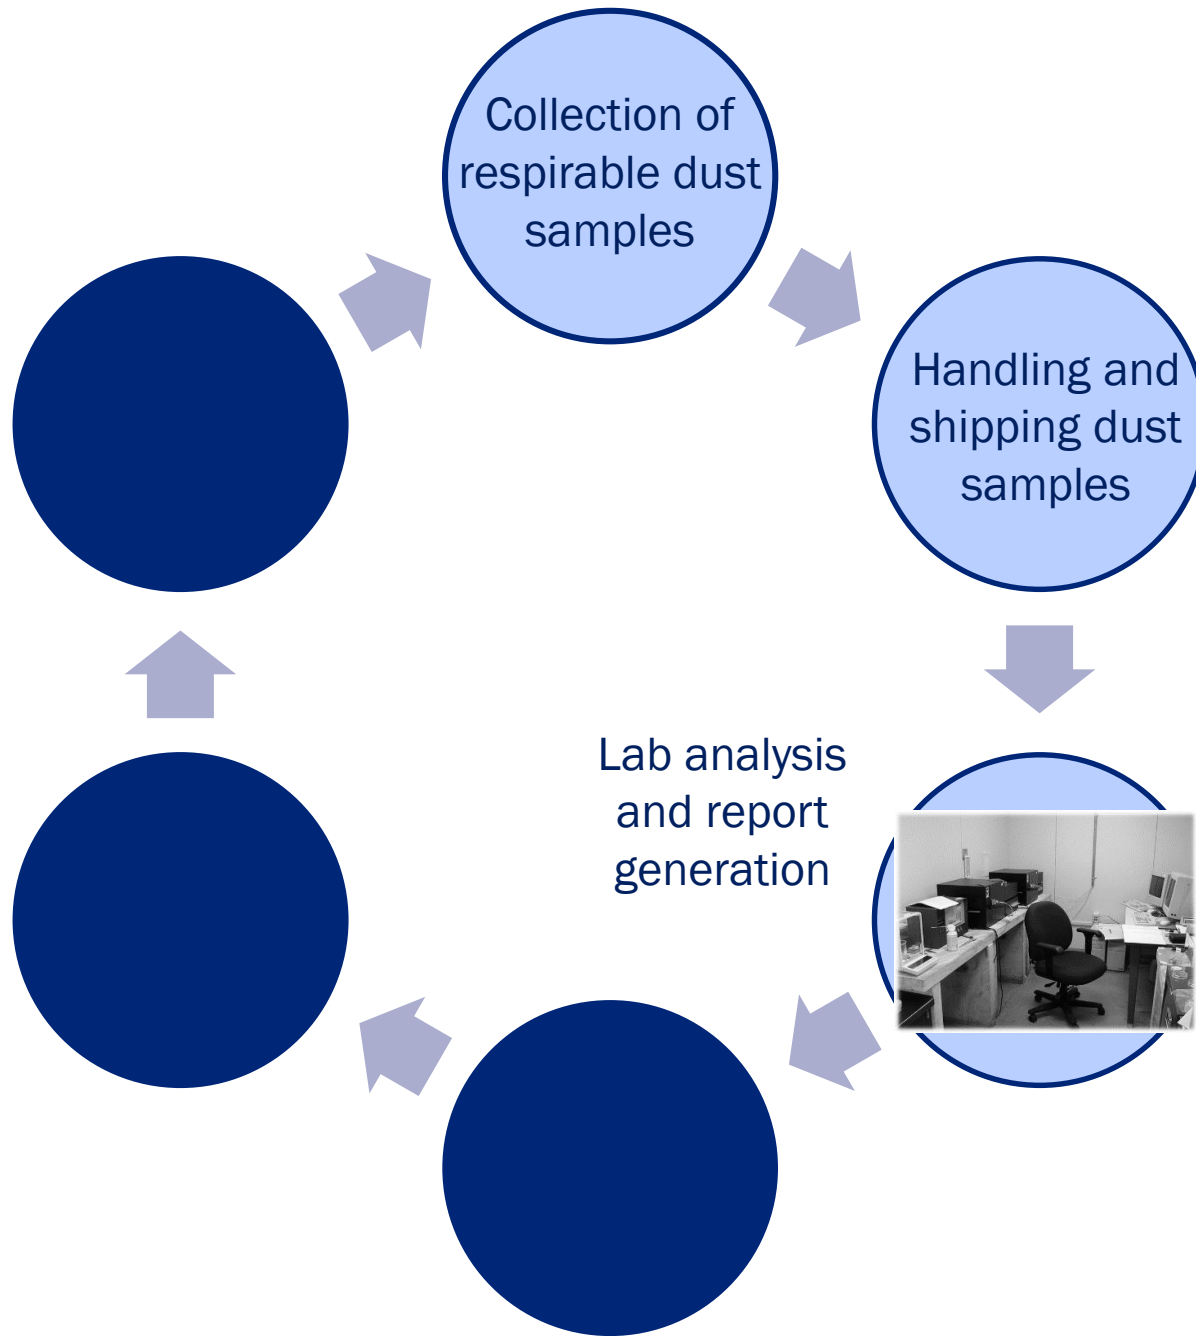 Collection of
respirable dust
samples
Handling and
shipping dust
samples
Lab analysis
and report
generation